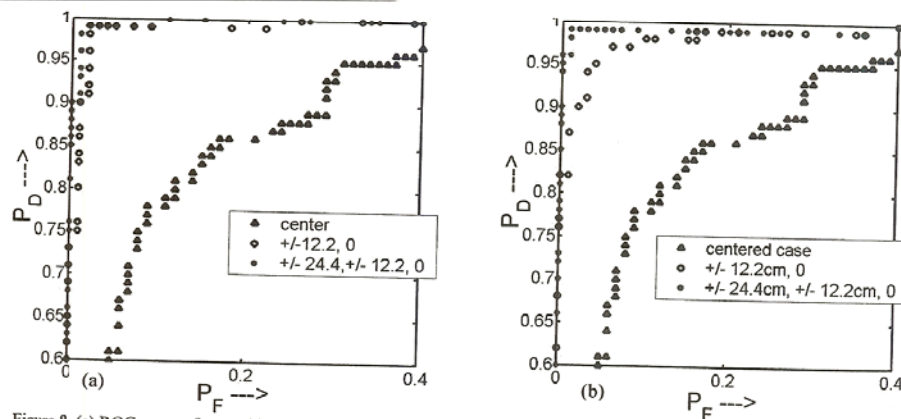 1
0.95
0.9
0.85
0.8
0.75
0.7
0.65
0.6
P_D --->
center
+/-12.2, 0
+/- 24.4,+/- 12.2, 0
0
0.2
0.4
(a)
P_F --->
1
0.95
0.9
0.85
0.8
0.75
0.7
0.65
0.6
P_D --->
centered case
+/- 12.2cm, 0
+/- 24.4cm, +/- 12.2cm, 0
0
0.2
0.4
(b)
P_F --->
Figure 8. (a) ROC